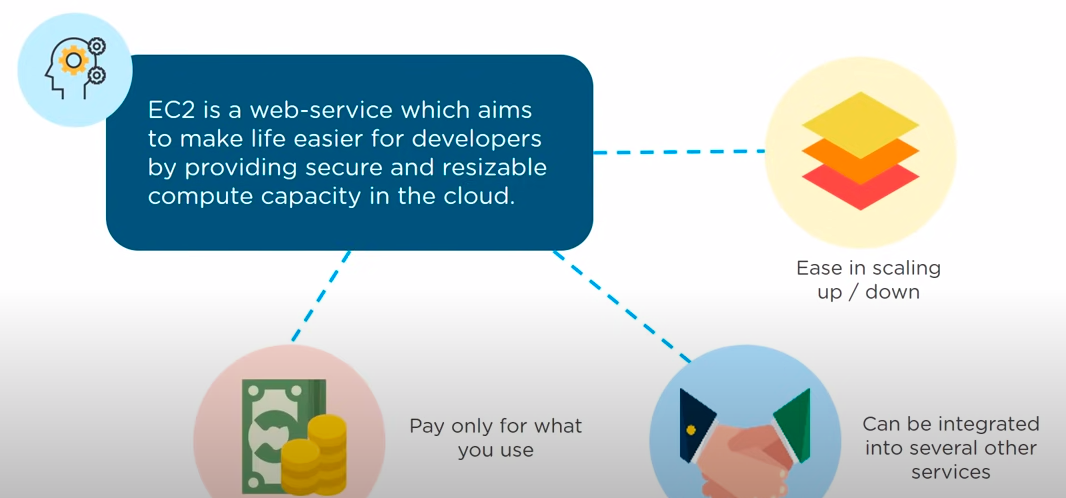 EC2 is a web-service which aims
to make life easier for developers
by providing secure and resizable
compute capacity in the cloud.
Ease in scaling
up / down
Pay only for what
you use
Can be integrated
into several other
services